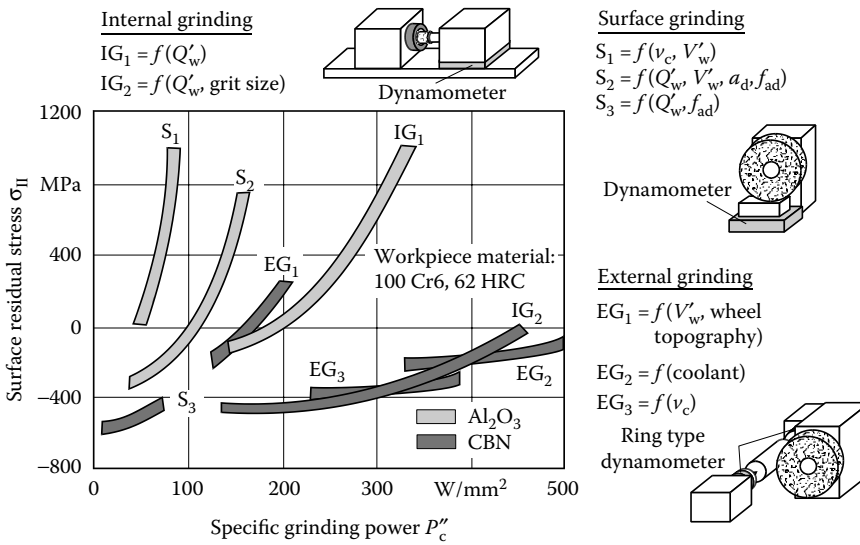 Internal grinding
IG₁ = f(Q′w)
IG₂ = f(Q′w, grit size)
Dynamometer
Surface grinding
S₁ = f(νc, V′w)
S₂ = f(Q′w, V′w, ad, fad)
S₃ = f(Q′w, fad)
Dynamometer
External grinding
EG₁ = f(V′w, wheel
topography)
EG₂ = f(coolant)
EG₃ = f(νc)
Ring type
dynamometer
Surface residual stress σII
1200
MPa
400
0
−400
−800
S₁
S₂
IG₁
EG₁
Workpiece material:
100 Cr6, 62 HRC
IG₂
EG₃
EG₂
S₃
Al₂O₃
CBN
0
100
200
300
W/mm²
500
Specific grinding power P″c